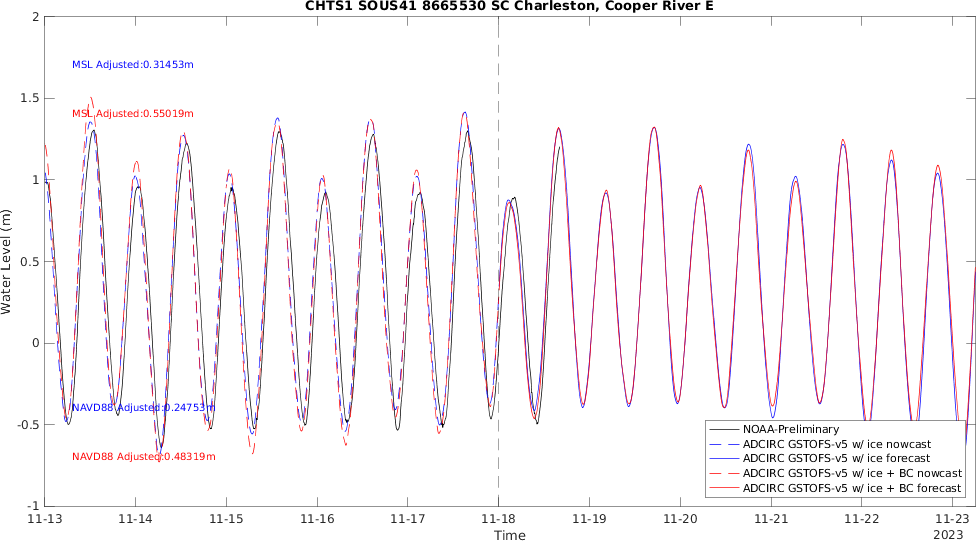 CHTS1 SOUS41 8665530 SC Charleston, Cooper River E
2
1.5
1
0.5
0
-0.5
-1
Water Level (m)
MSL Adjusted:0.31453m
MSL Adjusted:0.55019m
NAVD88 Adjusted:0.24753m
NAVD88 Adjusted:0.48319m
NOAA-Preliminary
ADCIRC GSTOFS-v5 w/ ice nowcast
ADCIRC GSTOFS-v5 w/ ice forecast
ADCIRC GSTOFS-v5 w/ ice + BC nowcast
ADCIRC GSTOFS-v5 w/ ice + BC forecast
11-13 11-14 11-15 11-16 11-17 11-18 11-19 11-20 11-21 11-22 11-23
Time
2023